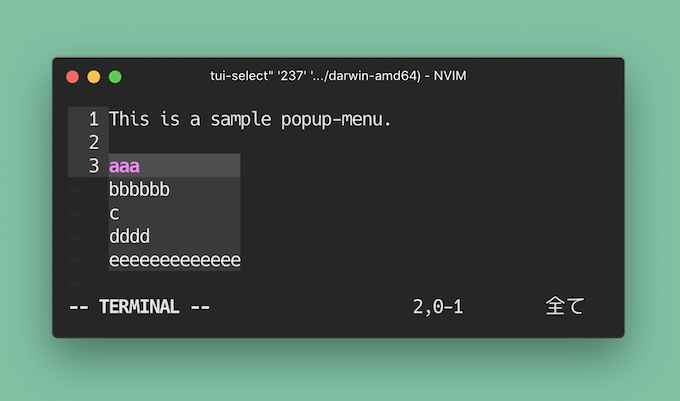 tui-select" '237' '.../darwin-amd64) - NVIM
1 This is a sample popup-menu.
2
3 aaa
~ bbbbbb
~ c
~ dddd
~ eeeeeeeeeeeee
~
-- TERMINAL -- 2,0-1 全て